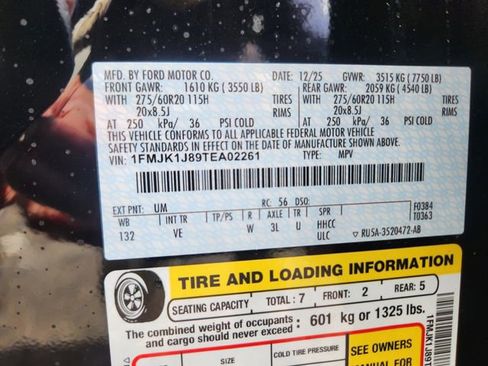 MFD. BY FORD MOTOR CO. 12/25 GVWR: 3515 KG ( 7750 LB)
FRONT GAWR: 1610 KG ( 3550 LB) REAR GAWR: 2059 KG ( 4540 LB)
WITH 275/60R20 115H TIRES WITH 275/60R20 115H TIRES
20x8.5J RIMS 20x8.5J RIMS
AT 250 kPa/ 36 PSI COLD AT 250 kPa/ 36 PSI COLD
THIS VEHICLE CONFORMS TO ALL APPLICABLE FEDERAL MOTOR VEHICLE
SAFETY STANDARDS IN EFFECT ON THE DATE OF MANUFACTURE SHOWN ABOVE.
VIN: 1FMJK1J89TEA02261 TYPE: MPV
EXT PNT: UM RC: 56 DSO:
WB INT TR TP/PS R AXLE TR SPR F0384
132 VE W 3L U HHCC T0363
ULC ▽ RU5A-3520472-AB
TIRE AND LOADING INFORMATION
SEATING CAPACITY TOTAL : 7 FRONT: 2 REAR: 5
The combined weight of occupants
and cargo should never exceed : 601 kg or 1325 lbs.
SIZE COLD TIRE PRESSURE SEE OWNERS
MANUAL FOR
1FMJK1J89T